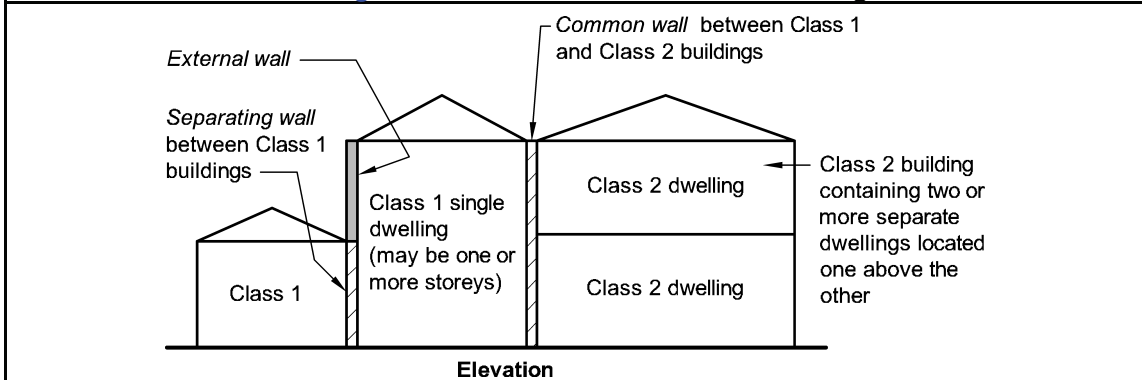 Common wall between Class 1
and Class 2 buildings
External wall
Separating wall
between Class 1
buildings
Class 2 dwelling
Class 2 building
containing two or
more separate
dwellings located
one above the
other
Class 1 single
dwelling
(may be one or
more storeys)
Class 1
Class 2 dwelling
Elevation